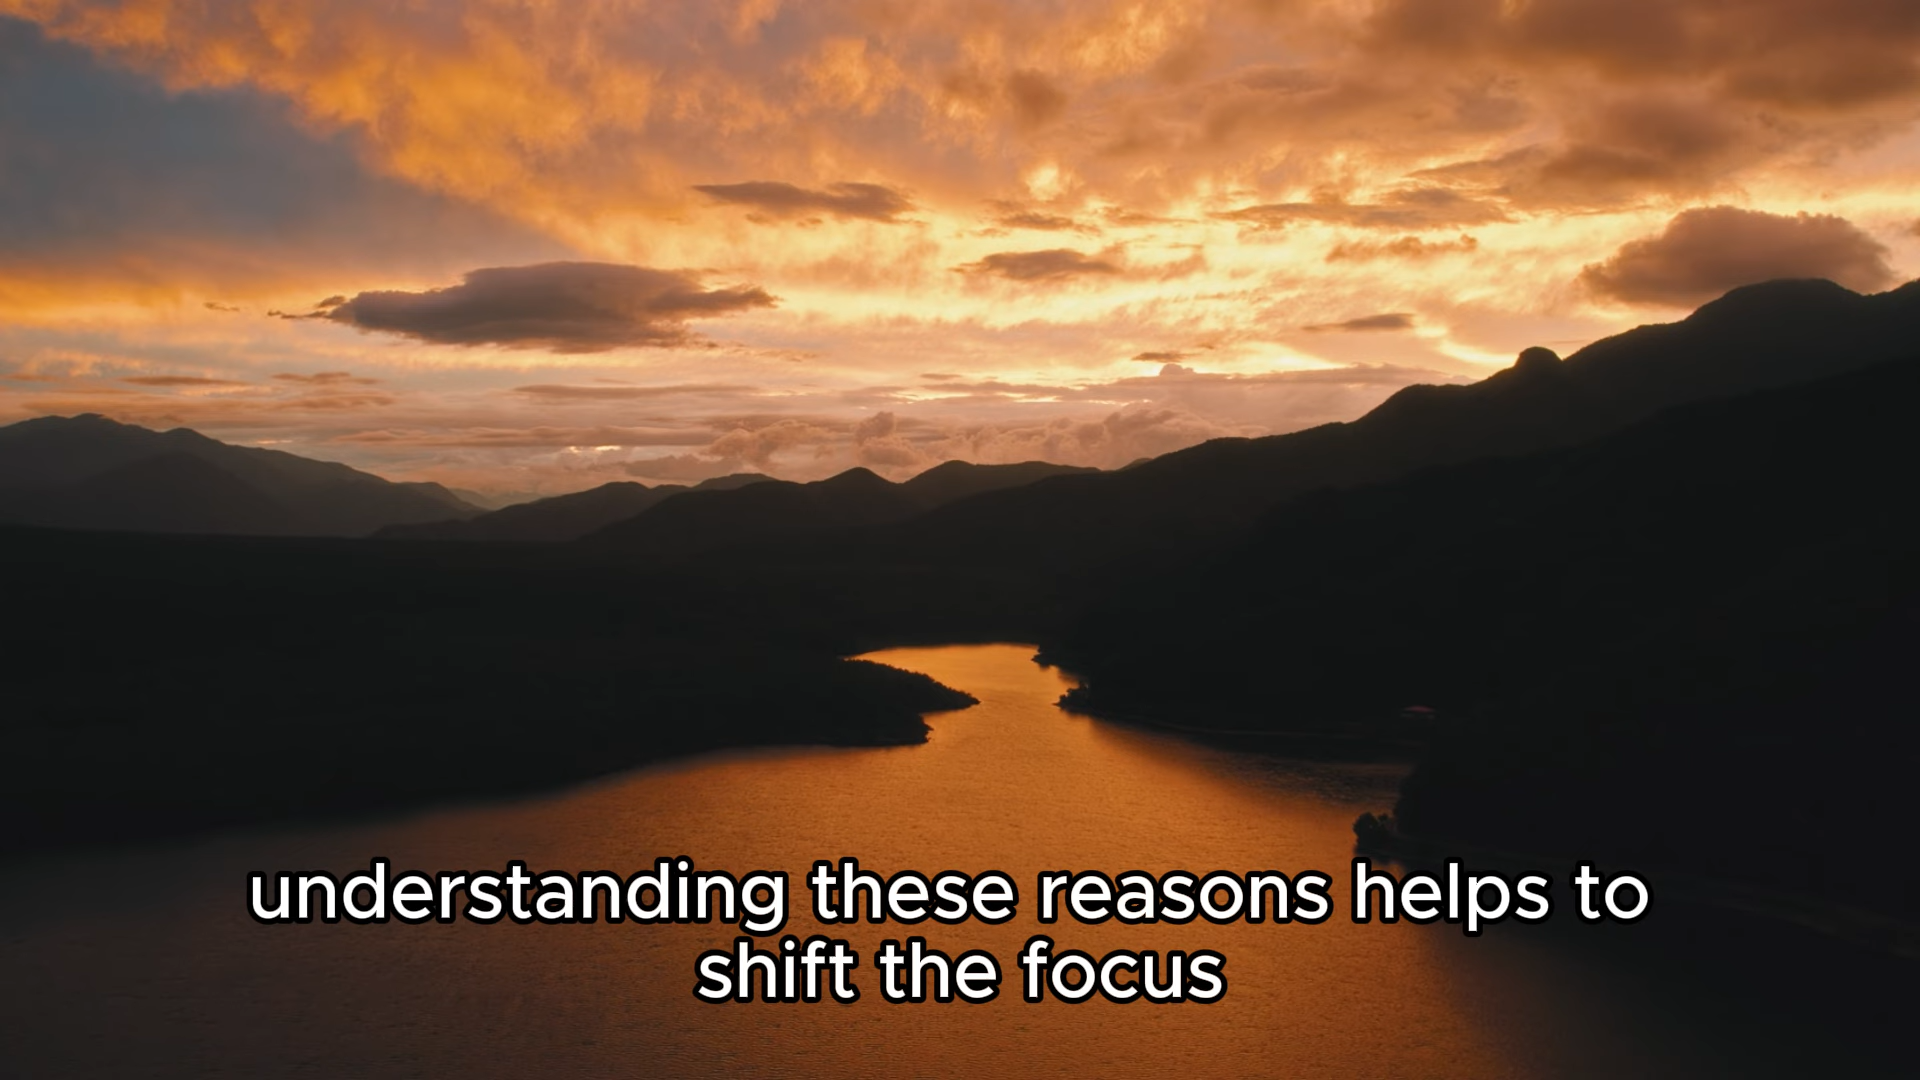 understanding these reasons helps to
shift the focus